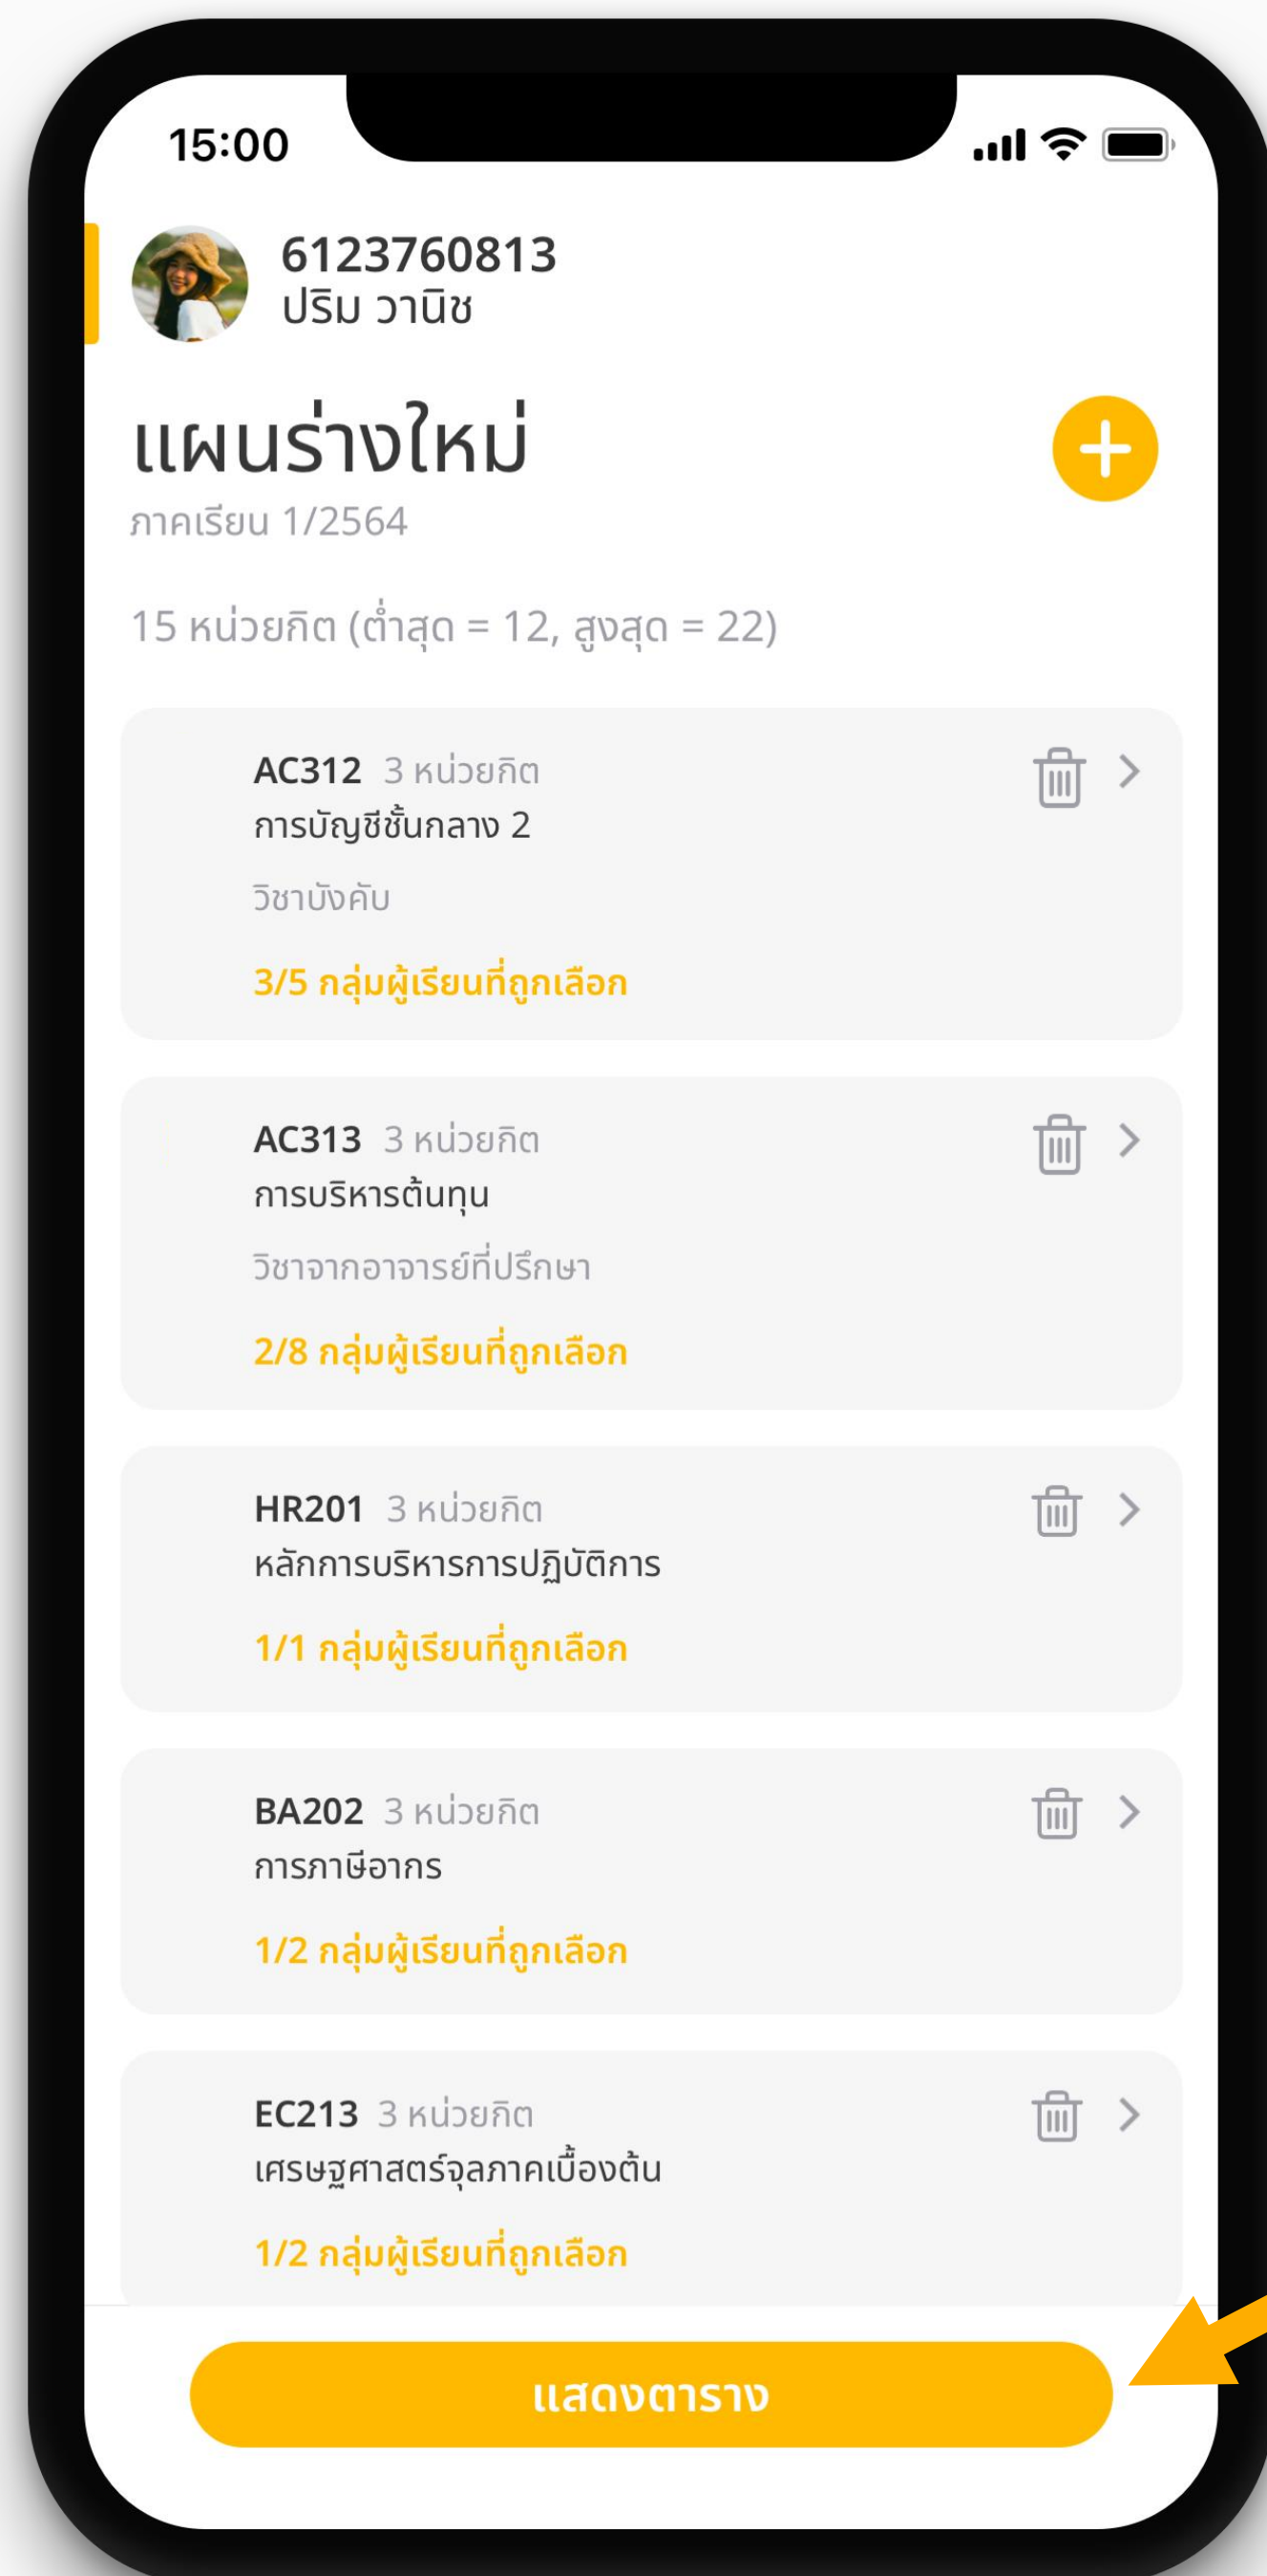 15:00
6123760813
ปริม วานิช
แผนร่างใหม่
ภาคเรียน 1/2564
15 หน่วยกิต (ต่ำสุด = 12, สูงสุด = 22)
AC312 3 หน่วยกิต
การบัญชีชั้นกลาง 2
วิชาบังคับ
3/5 กลุ่มผู้เรียนที่ถูกเลือก
AC313 3 หน่วยกิต
การบริหารต้นทุน
วิชาจากอาจารย์ที่ปรึกษา
2/8 กลุ่มผู้เรียนที่ถูกเลือก
HR201 3 หน่วยกิต
หลักการบริหารการปฏิบัติการ
1/1 กลุ่มผู้เรียนที่ถูกเลือก
BA202 3 หน่วยกิต
การภาษีอากร
1/2 กลุ่มผู้เรียนที่ถูกเลือก
EC213 3 หน่วยกิต
เศรษฐศาสตร์จุลภาคเบื้องต้น
1/2 กลุ่มผู้เรียนที่ถูกเลือก
แสดงตาราง